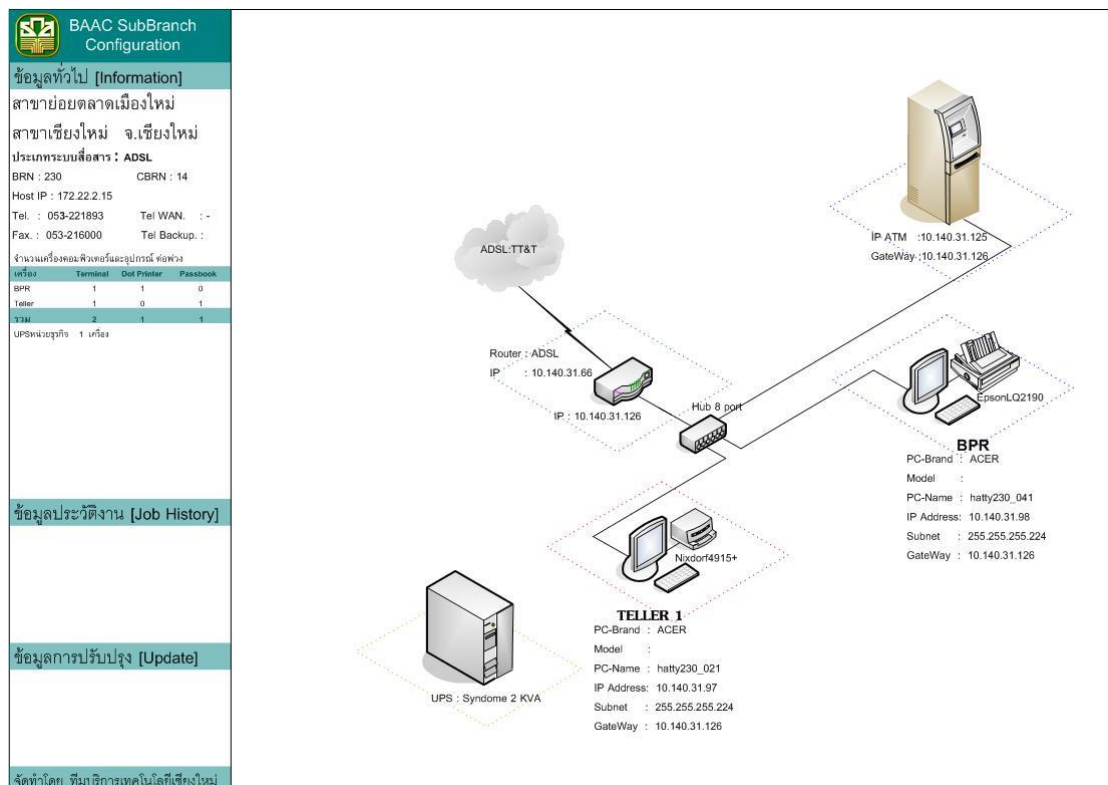 BAAC SubBranch
Configuration
ข้อมูลทั่วไป [Information]
สาขาย่อยตลาดเมืองใหม่
สาขาเชียงใหม่ จ.เชียงใหม่
ประเภทระบบสื่อสาร : ADSL
BRN : 230 CBRN : 14
Host IP : 172.22.2.15
Tel. : 053-221893 Tel WAN. : -
Fax. : 053-216000 Tel Backup. :
จำนวนเครื่องคอมพิวเตอร์และอุปกรณ์ ต่อพ่วง
เครื่อง Terminal Dot Printer Passbook
BPR 1 1 0
Teller 1 0 1
รวม 2 1 1
UPSหน่วยธุรกิจ 1 เครื่อง
ข้อมูลประวัติงาน [Job History]
ข้อมูลการปรับปรุง [Update]
จัดทำโดย ทีมบริการเทคโนโลยีเชียงใหม่
ADSL:TT&T
IP ATM :10.140.31.125
GateWay :10.140.31.126
Router : ADSL
IP : 10.140.31.66
IP : 10.140.31.126
Hub 8 port
EpsonLQ2190
BPR
PC-Brand : ACER
Model :
PC-Name : hatty230_041
IP Address: 10.140.31.98
Subnet : 255.255.255.224
GateWay : 10.140.31.126
Nixdorf4915+
TELLER 1
PC-Brand : ACER
Model :
PC-Name : hatty230_021
IP Address: 10.140.31.97
Subnet : 255.255.255.224
GateWay : 10.140.31.126
UPS : Syndome 2 KVA